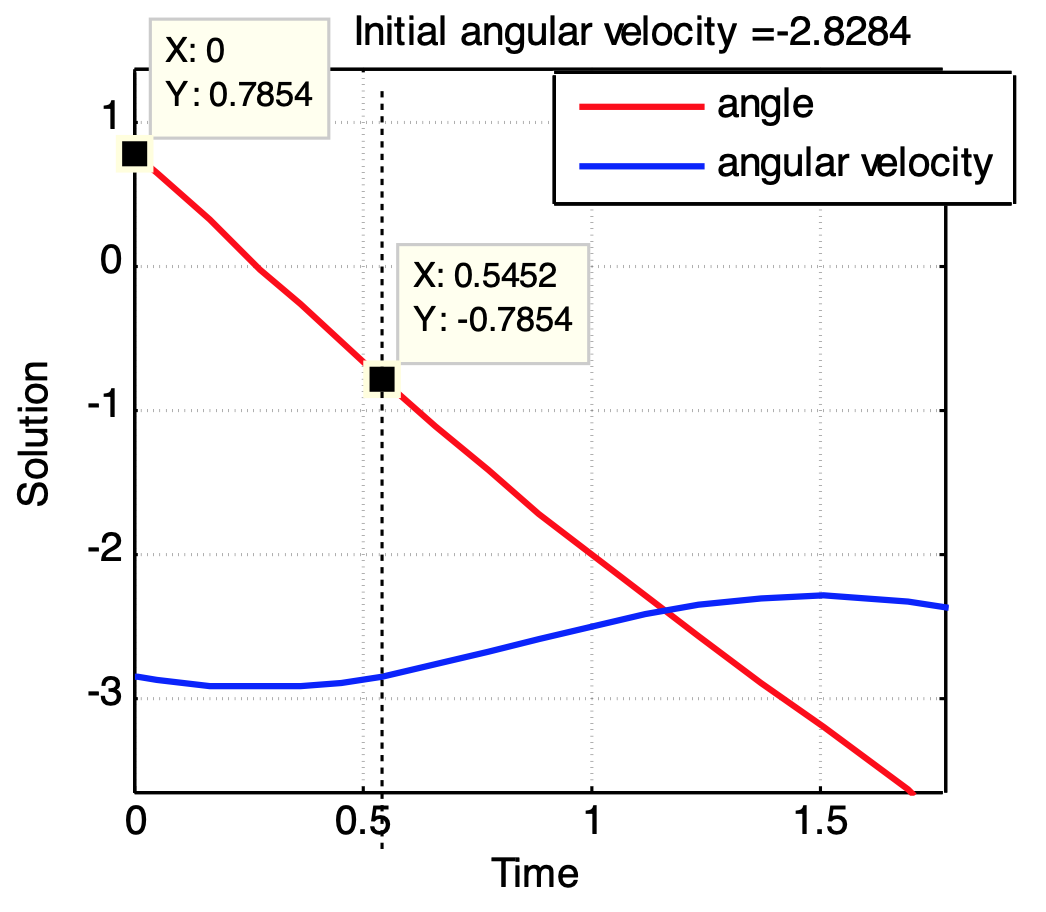 Initial angular velocity =-2.8284
X: 0
Y: 0.7854
angle
angular velocity
X: 0.5452
Y: -0.7854
1
0
-1
-2
-3
Solution
0
0.5
1
1.5
Time